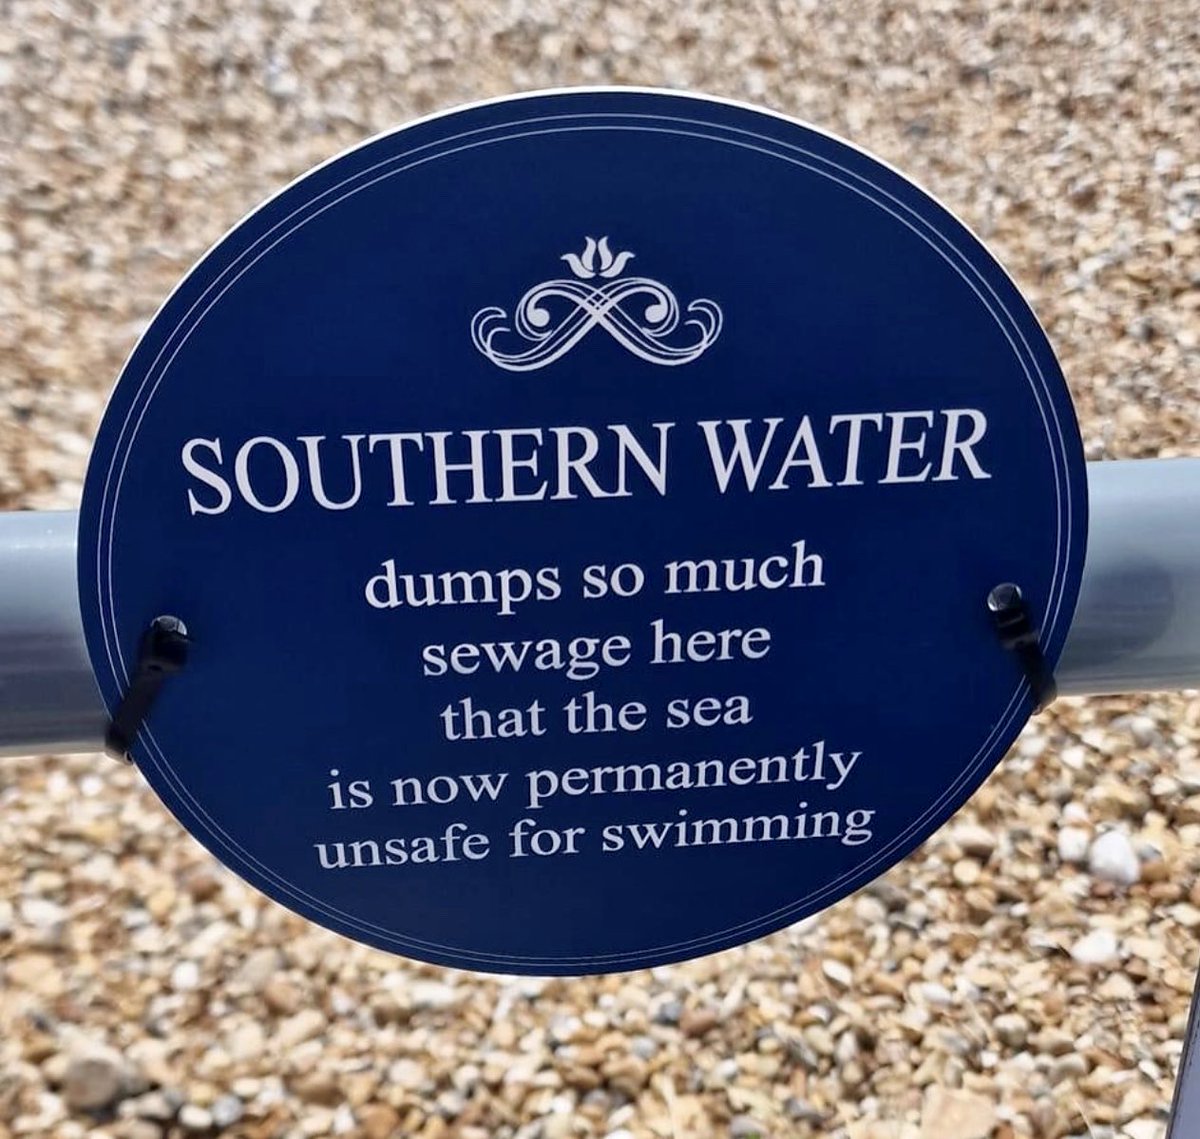 SOUTHERN WATER
dumps so much
sewage here
that the sea
is now permanently
unsafe for swimming